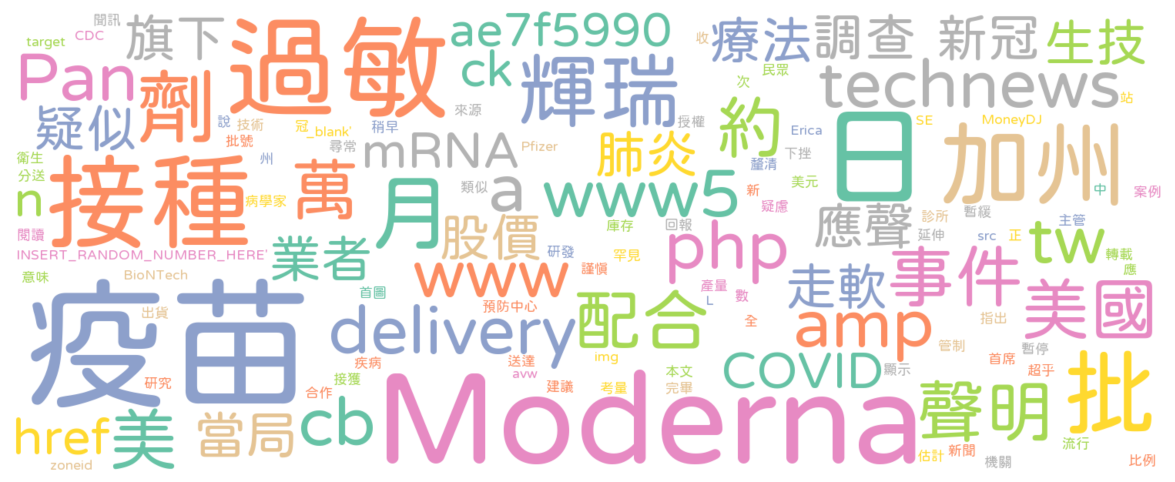 聞訊
旗下
過敏
ae7f5990
療法
調查
新冠
生技
target
CDC
收
次
民眾
Pan
劑
ck
輝瑞
technews
站
疑似
說
技術
冠
_blank'
稍早
來源
授權
約
Erica
日
SE
MoneyDJ
加州
批號
尋常
mRNA
Pfizer
肺炎
下挫
釐清
衛生
分送
接種
州
萬
月
類似
a
www5
美元
新
疑慮
中
案例
n
病學家
股價
庫存
回報
php
應聲
診所
暫緩
延伸
src
正
主管
tw
轉載
應
閱讀
INSERT_RANDOM_NUMBER_HERE'
業者
研發
謹慎
罕見
意味
BioNTech
www
走軟
事件
美國
疫苗
首圖
產量
數
L
出貨
預防中心
配合
全
amp
指出
delivery
管制
暫停
首席
超乎
疾病
送達
img
本文
研究
合作
接獲
avw
建議
考量
完畢
COVID
顯示
批
href
美
當局
cb
Moderna
聲明
流行
估計
新聞
機關
比例
zoneid